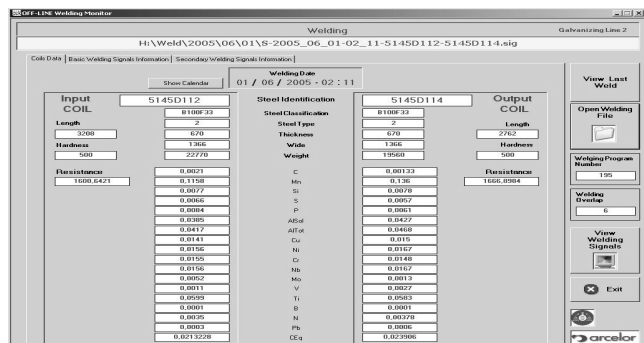 OFF-LINE Welding Monitor
Welding
Galvanizing Line 2
H:\Weld\2005\06\01\S-2005_06_01-02_11-5145D112-5145D114.sig
Coils Data Basic Welding Signals Information Secondary Welding Signals Information
Show Calendar
Welding Date
01 / 06 / 2005 - 02 : 11
View Last Weld
Input COIL 5145D112 Steel Identification 5145D114 Output COIL
B100F33 Steel Classification B100F33
Length 2 Steel Type 2 Length
3208 670 Thickness 670 2762
Hardness 1366 Wide 1366 Hardness
500 22770 Weight 19560 500
Resistance 0,0021 C 0,00133 Resistance
1600,6421 0,1158 Mn 0,136 1666,0984
0,0077 Si 0,0078
0,0066 S 0,0057
0,0084 P 0,0061
0,0385 AlSol 0,0427
0,0417 AlTot 0,0468
0,0141 Cu 0,015
0,0156 Ni 0,0167
0,0155 Cr 0,0148
0,0156 Nb 0,0167
0,0052 Mo 0,0013
0,0011 V 0,0027
0,0599 Ti 0,0583
0,0001 B 0,0001
0,0035 N 0,00378
0,0003 Pb 0,0006
0,0213228 CEq 0,023906
Open Welding File
Welging Program Number
195
Welding Overlap
6
View Welding Signals
Exit
arcelor